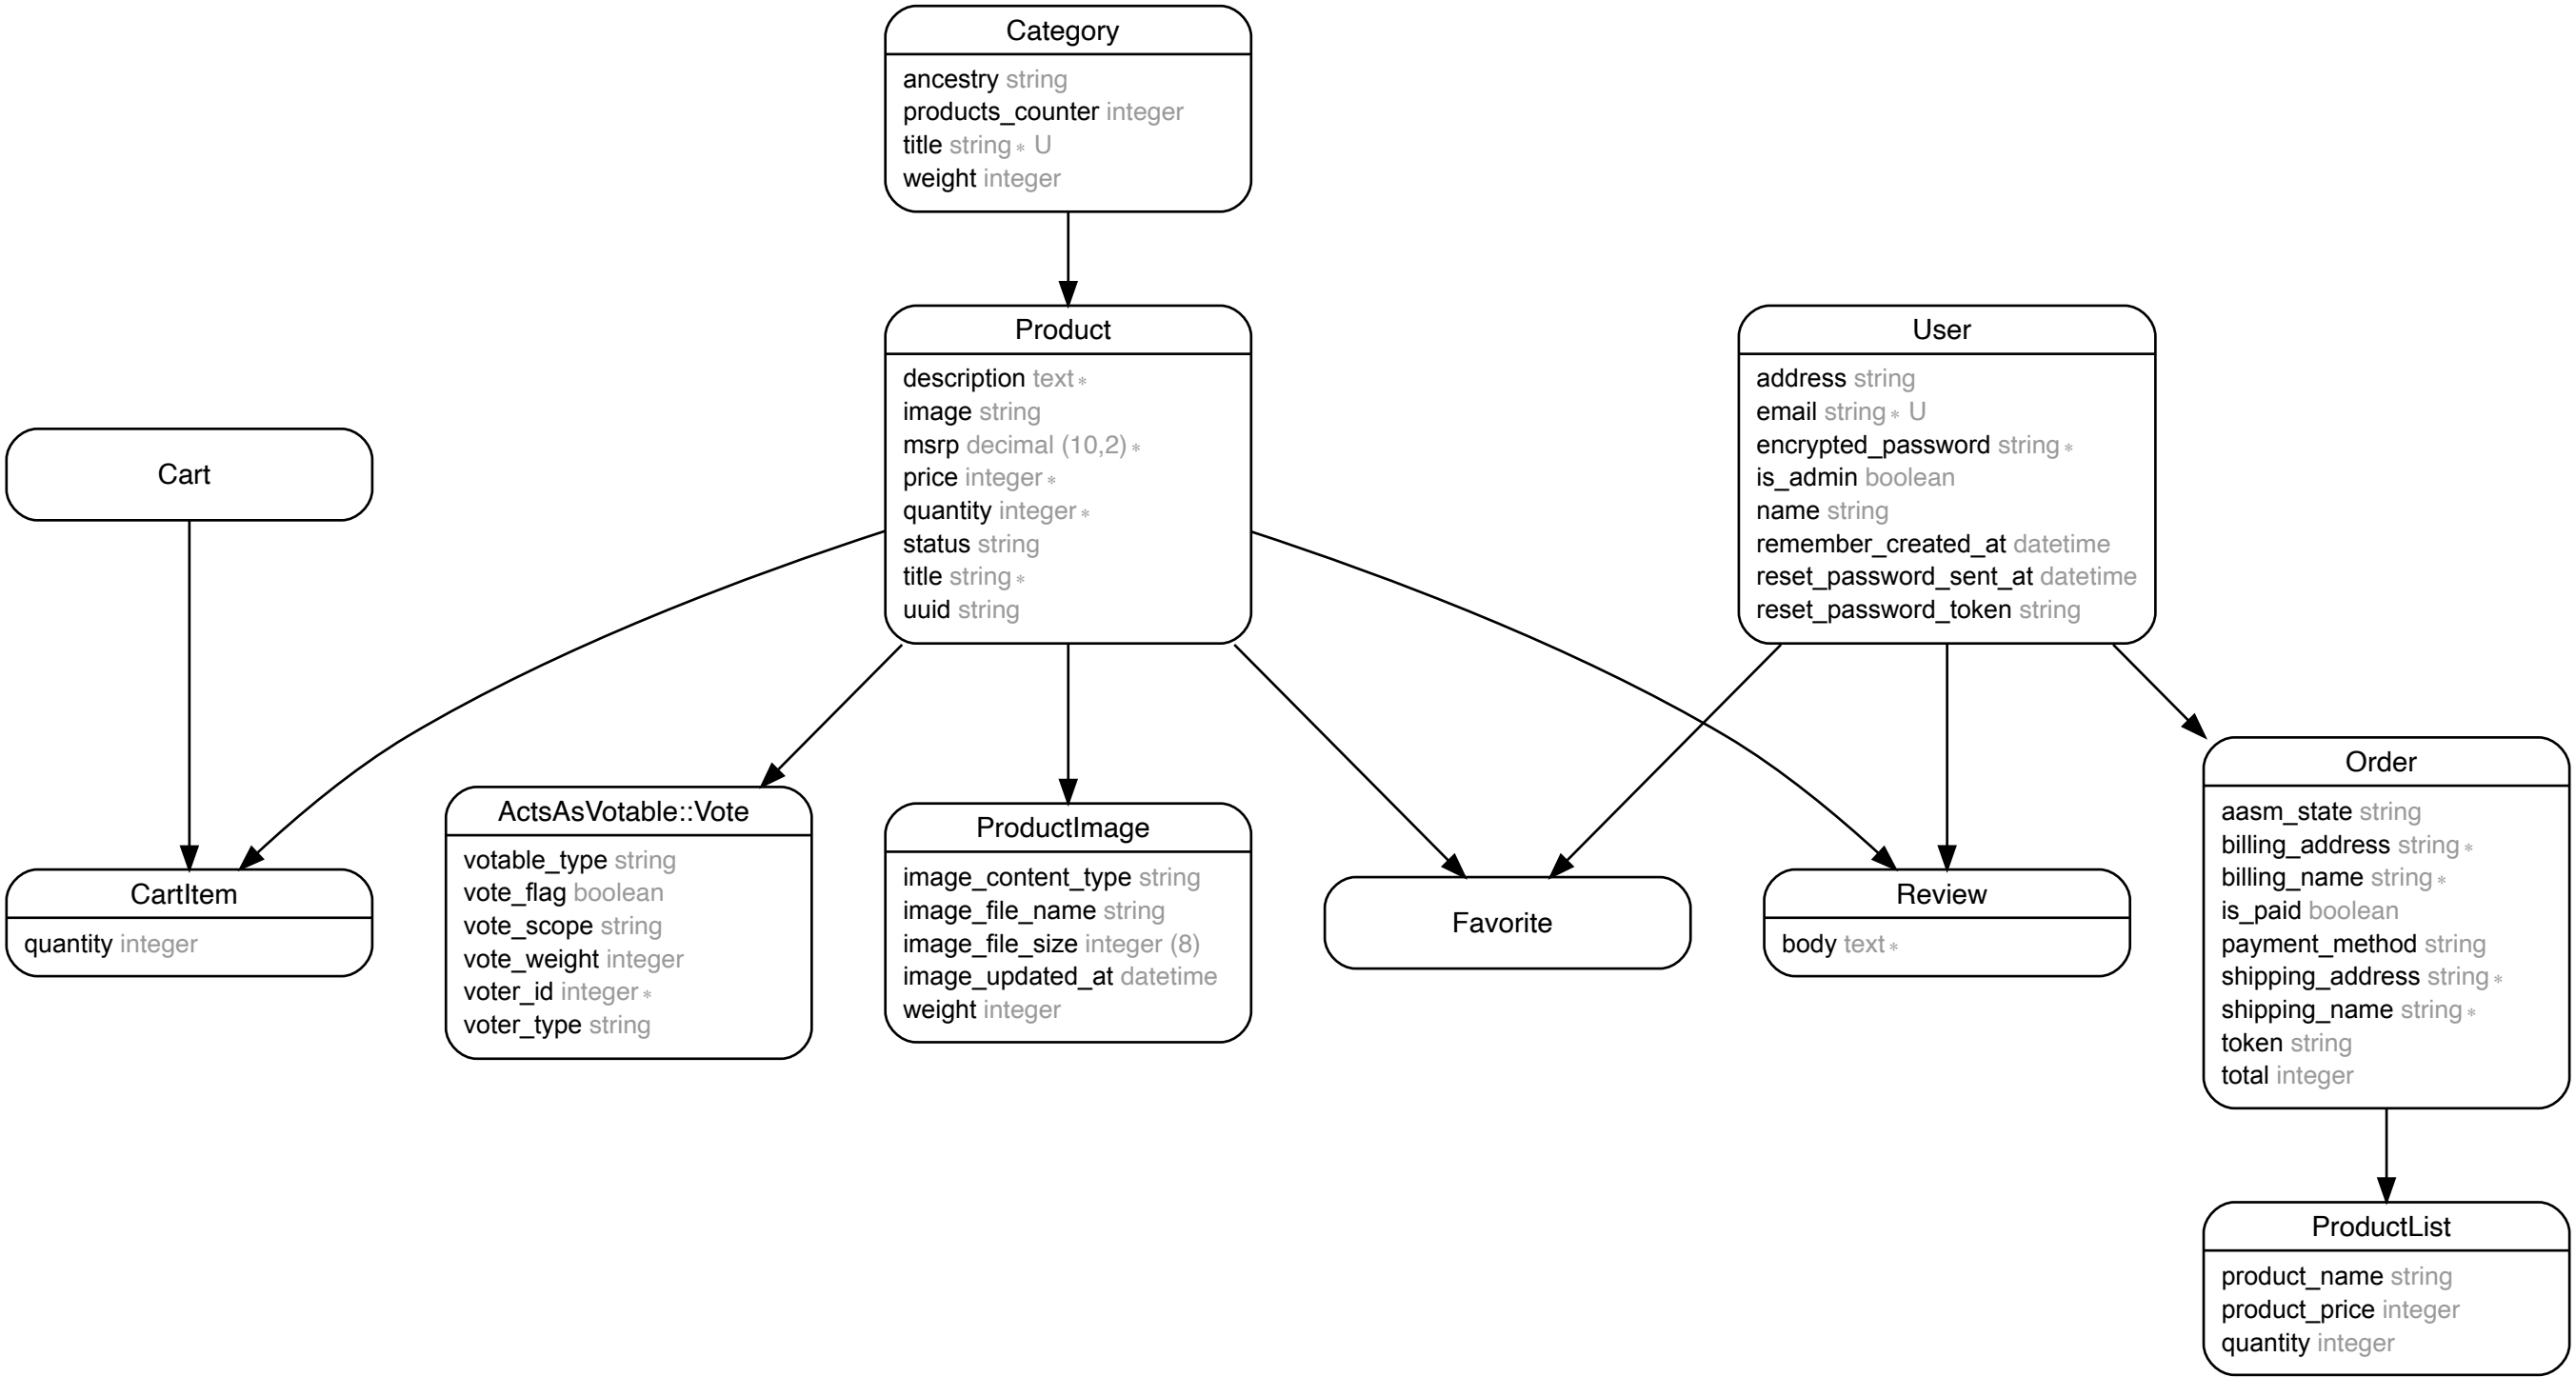 Category
ancestry string
products_counter integer
title string∗ U
weight integer
Product
description text∗
image string
msrp decimal (10,2)∗
price integer∗
quantity integer∗
status string
title string∗
uuid string
User
address string
email string∗ U
encrypted_password string∗
is_admin boolean
name string
remember_created_at datetime
reset_password_sent_at datetime
reset_password_token string
Cart
CartItem
quantity integer
ActsAsVotable::Vote
votable_type string
vote_flag boolean
vote_scope string
vote_weight integer
voter_id integer∗
voter_type string
ProductImage
image_content_type string
image_file_name string
image_file_size integer (8)
image_updated_at datetime
weight integer
Favorite
Review
body text∗
Order
aasm_state string
billing_address string∗
billing_name string∗
is_paid boolean
payment_method string
shipping_address string∗
shipping_name string∗
token string
total integer
ProductList
product_name string
product_price integer
quantity integer